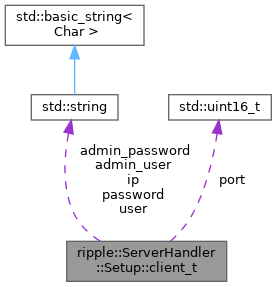 std::basic_string<
Char >
std::string
std::uint16_t
admin_password
admin_user
ip
password
user
port
ripple::ServerHandler
::Setup::client_t